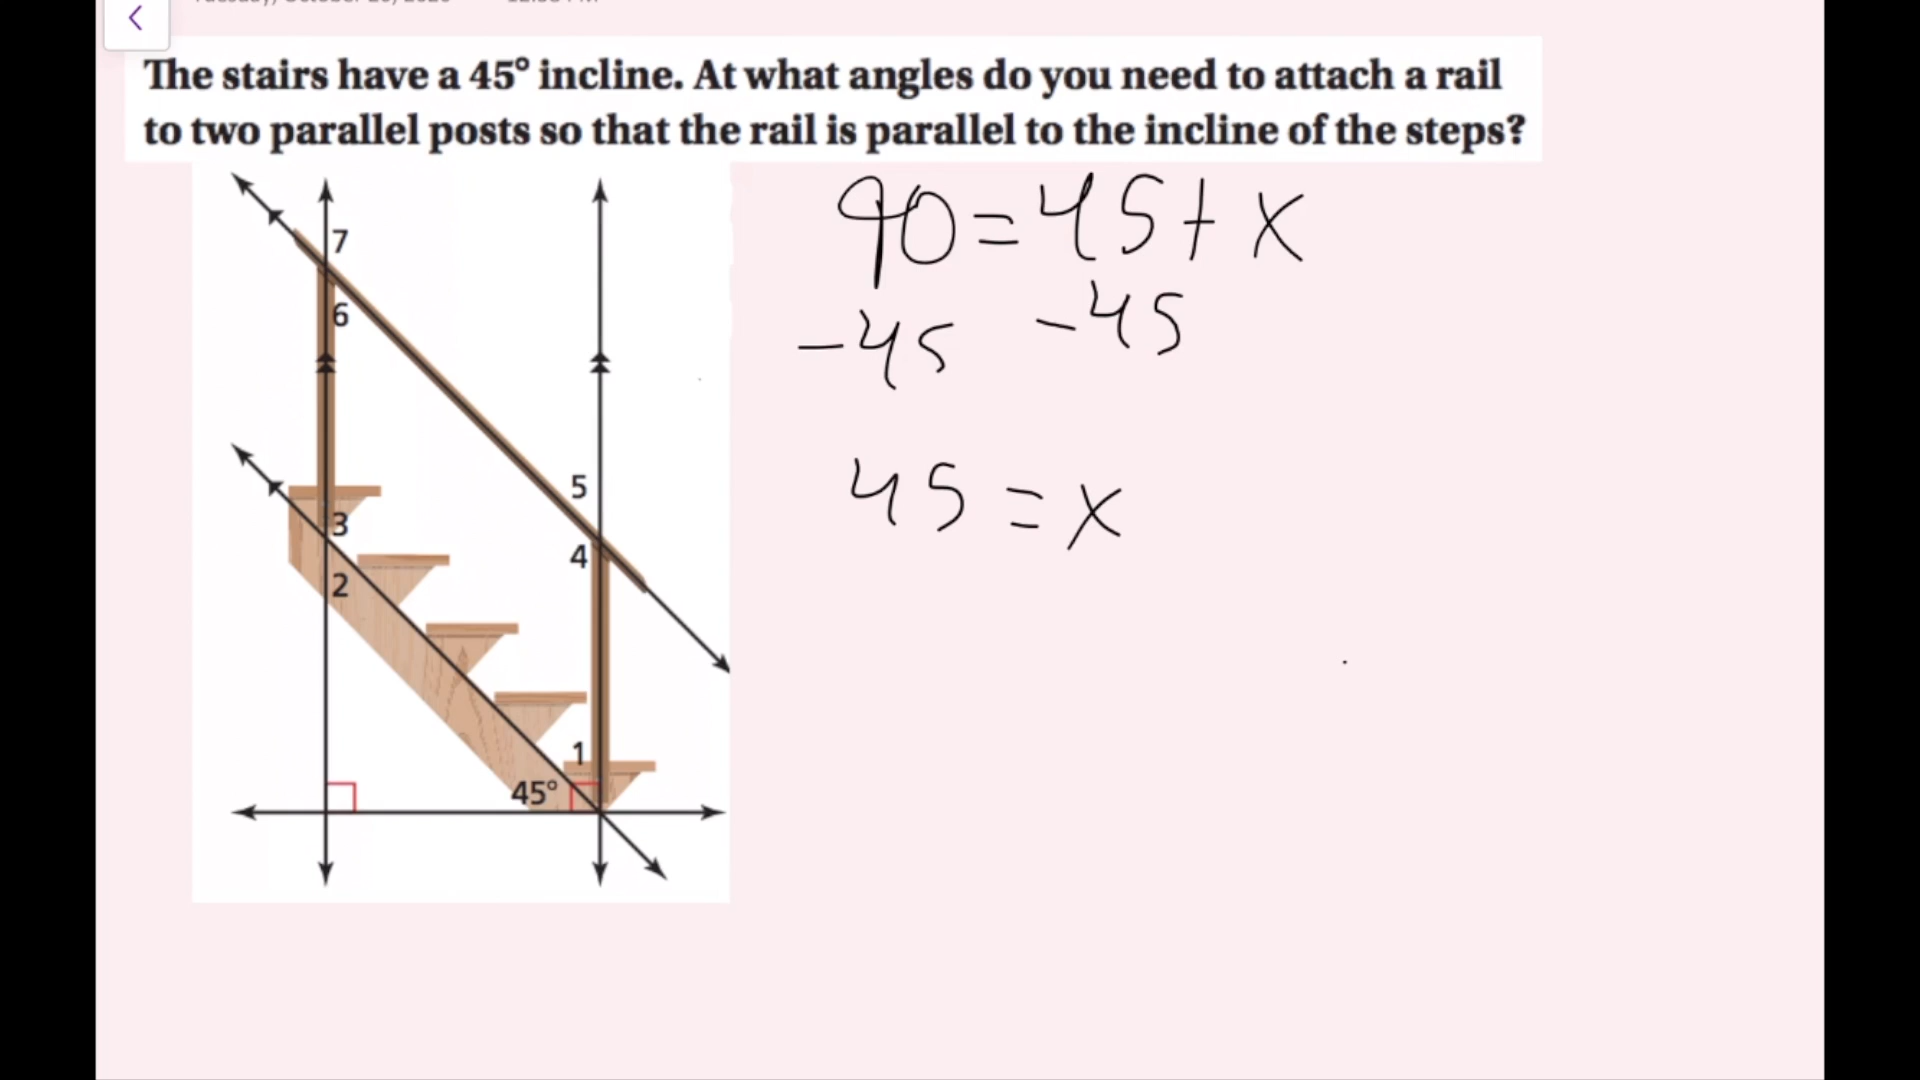 The stairs have a 45° incline. At what angles do you need to attach a rail
to two parallel posts so that the rail is parallel to the incline of the steps?
90=45+x
-45 -45
45=x
7
6
5
4
3
2
1
45°